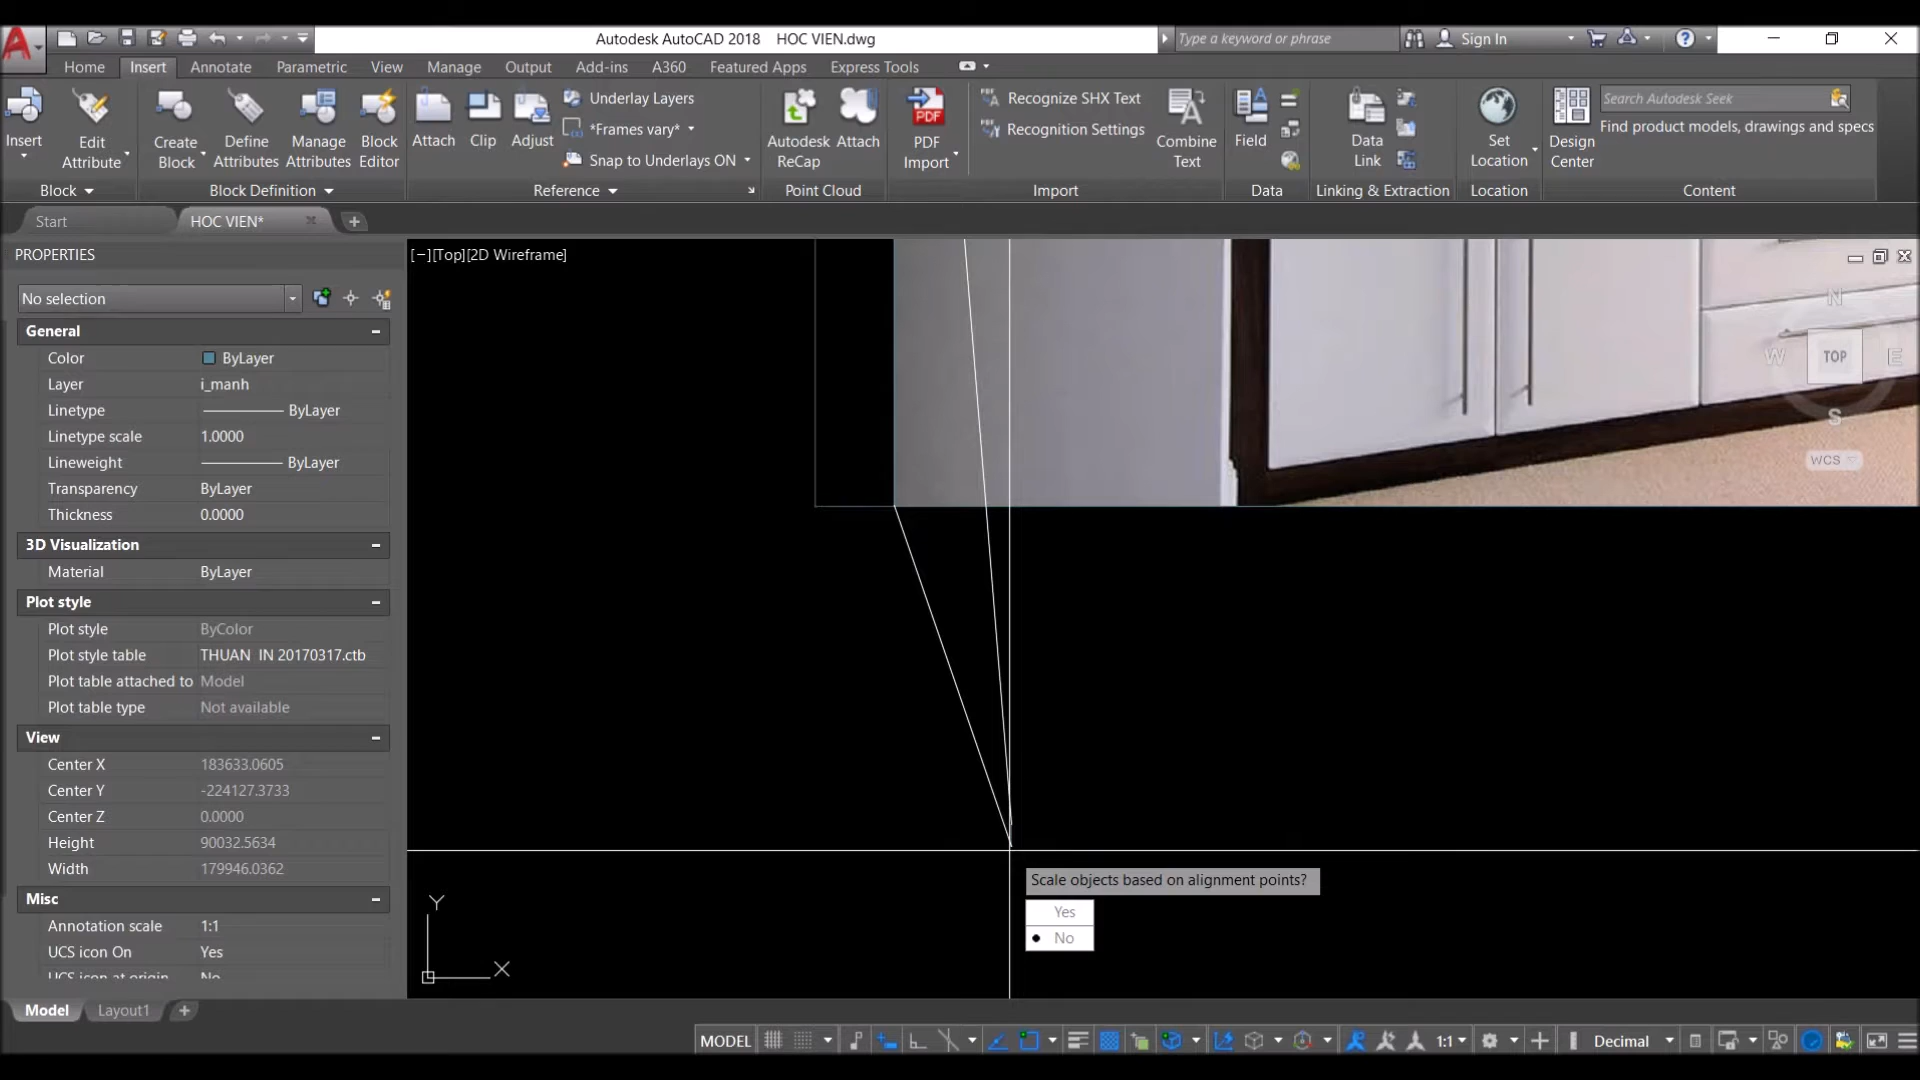 Autodesk AutoCAD 2018 HOC VIEN.dwg
Type a keyword or phrase
Sign In
Home Insert Annotate Parametric View Manage Output Add-ins A360 Featured Apps Express Tools
Insert
Edit
Attribute
Block
Create
Block
Define
Attributes
Manage
Attributes
Block
Editor
Block Definition
Attach
Clip
Adjust
Underlay Layers
*Frames vary*
Snap to Underlays ON
Reference
Autodesk
ReCap
Attach
Point Cloud
PDF
PDF
Import
Recognize SHX Text
Recognition Settings
Combine
Text
Import
Field
Data
Data
Link
Linking & Extraction
Set
Location
Location
Design
Center
Search Autodesk Seek
Find product models, drawings and specs
Content
Start
HOC VIEN*
PROPERTIES
No selection
General
Color ByLayer
Layer i_manh
Linetype ByLayer
Linetype scale 1.0000
Lineweight ByLayer
Transparency ByLayer
Thickness 0.0000
3D Visualization
Material ByLayer
Plot style
Plot style ByColor
Plot style table THUAN IN 20170317.ctb
Plot table attached to Model
Plot table type Not available
View
Center X 183633.0605
Center Y -224127.3733
Center Z 0.0000
Height 90032.5634
Width 179946.0362
Misc
Annotation scale 1:1
UCS icon On Yes
UCS icon at origin No
[−][Top][2D Wireframe]
N
W TOP E
S
WCS
Scale objects based on alignment points?
Yes
No
Y
X
Model Layout1
MODEL
1:1
Decimal